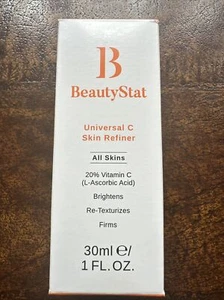 B
BeautyStat
Universal C
Skin Refiner
All Skins
20% Vitamin C
(L-Ascorbic Acid)
Brightens
Re-Texturizes
Firms
30ml ℮/
1 FL. OZ.